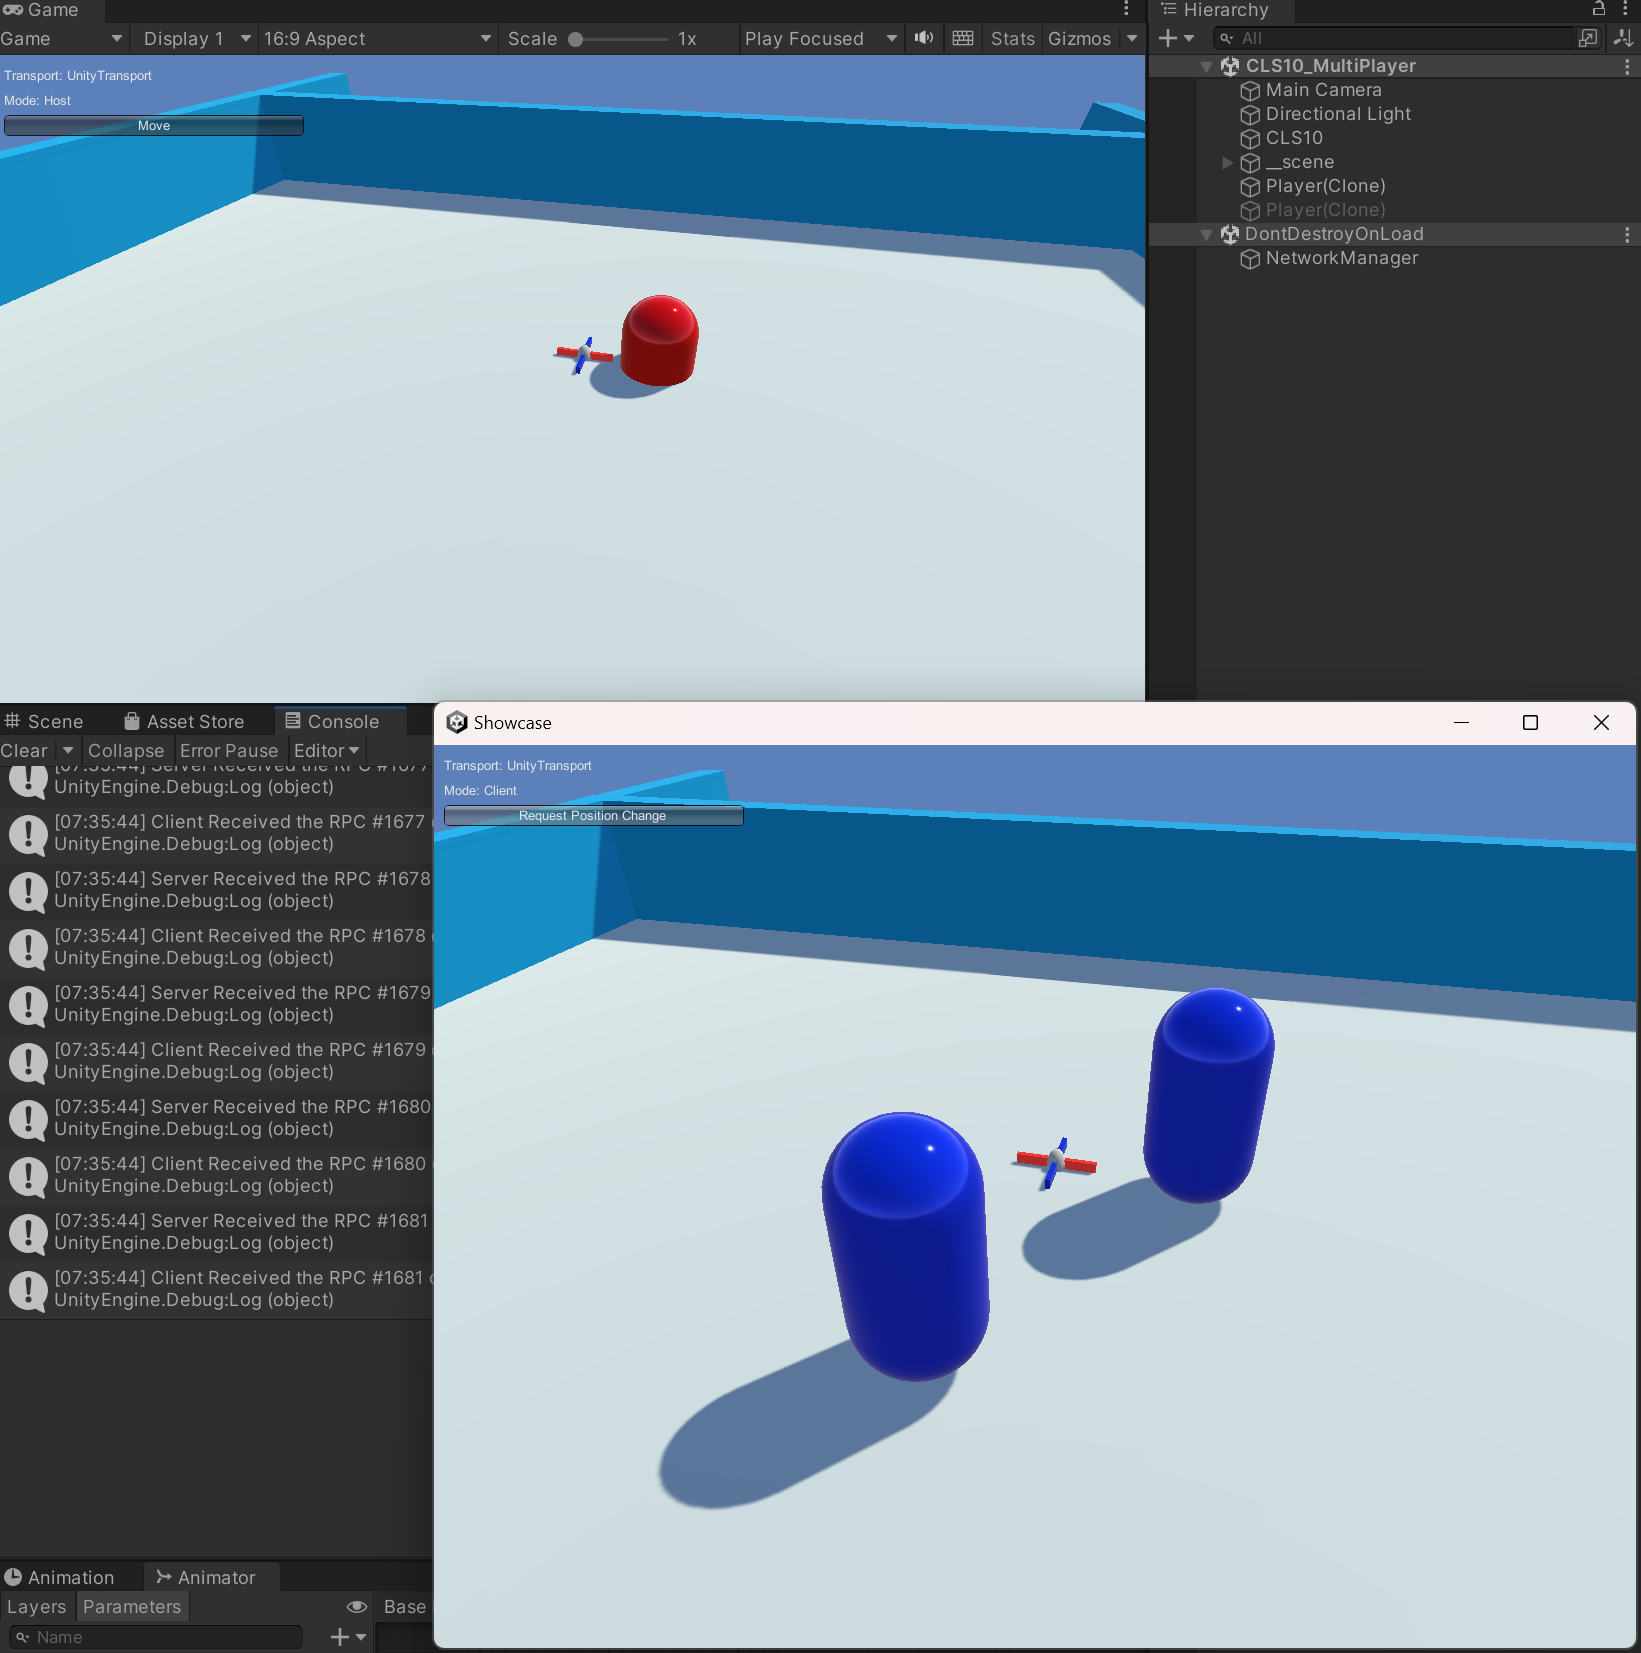 Game
Game
Display 1
16:9 Aspect
Scale
1x
Play Focused
Stats
Gizmos
Transport: UnityTransport
Mode: Host
Move
Hierarchy
All
CLS10_MultiPlayer
Main Camera
Directional Light
CLS10
__scene
Player(Clone)
Player(Clone)
DontDestroyOnLoad
NetworkManager
Scene
Asset Store
Console
Clear
Collapse
Error Pause
Editor
[07:35:44] Server Received the RPC #1677
UnityEngine.Debug:Log (object)
[07:35:44] Client Received the RPC #1677
UnityEngine.Debug:Log (object)
[07:35:44] Server Received the RPC #1678
UnityEngine.Debug:Log (object)
[07:35:44] Client Received the RPC #1678
UnityEngine.Debug:Log (object)
[07:35:44] Server Received the RPC #1679
UnityEngine.Debug:Log (object)
[07:35:44] Client Received the RPC #1679
UnityEngine.Debug:Log (object)
[07:35:44] Server Received the RPC #1680
UnityEngine.Debug:Log (object)
[07:35:44] Client Received the RPC #1680
UnityEngine.Debug:Log (object)
[07:35:44] Server Received the RPC #1681
UnityEngine.Debug:Log (object)
[07:35:44] Client Received the RPC #1681
UnityEngine.Debug:Log (object)
Showcase
Transport: UnityTransport
Mode: Client
Request Position Change
Animation
Animator
Layers
Parameters
Base
Name